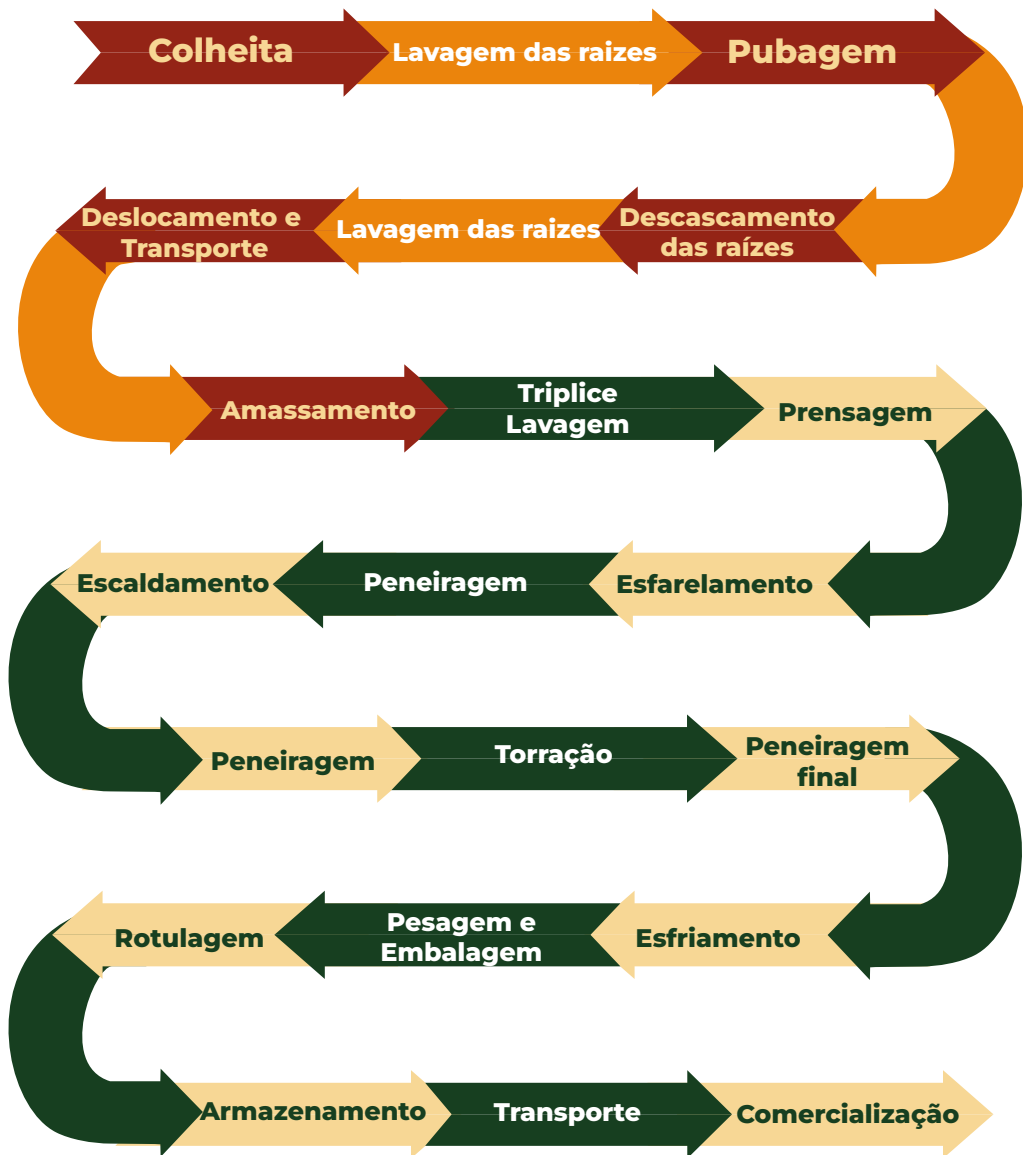 Colheita
Lavagem das raizes
Pubagem
Descascamento
das raízes
Lavagem das raizes
Deslocamento e
Transporte
Amassamento
Triplice
Lavagem
Prensagem
Esfarelamento
Peneiragem
Escaldamento
Peneiragem
Torração
Peneiragem
final
Esfriamento
Pesagem e
Embalagem
Rotulagem
Armazenamento
Transporte
Comercialização